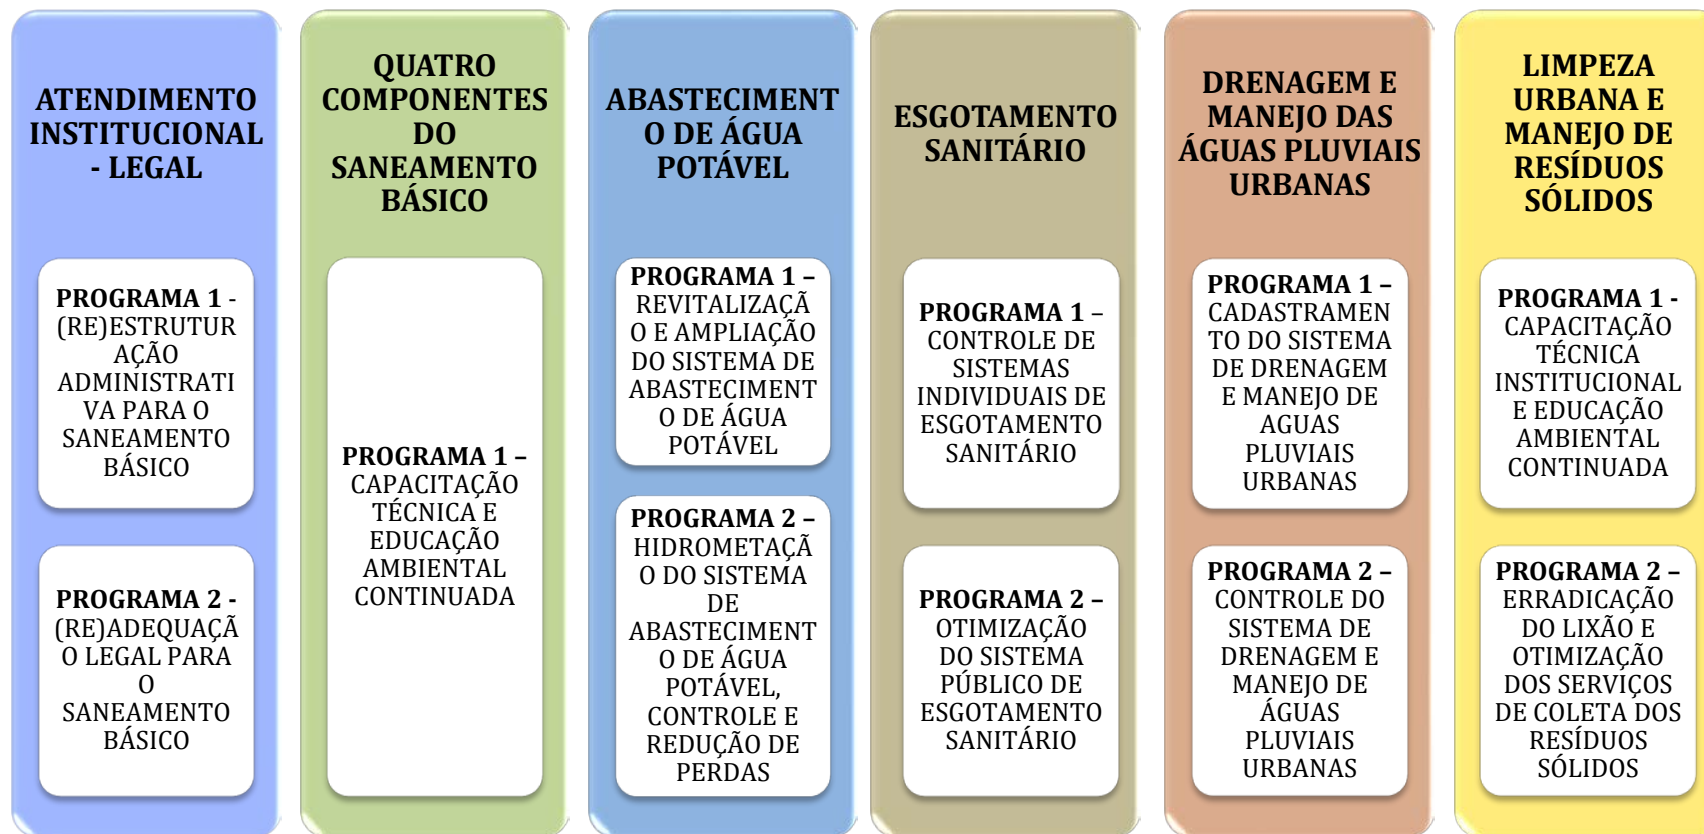 ATENDIMENTO
INSTITUCIONAL
- LEGAL
PROGRAMA 1 -
(RE)ESTRUTUR
AÇÃO
ADMINISTRATI
VA PARA O
SANEAMENTO
BÁSICO
PROGRAMA 2 -
(RE)ADEQUAÇÃ
O LEGAL PARA
O
SANEAMENTO
BÁSICO
QUATRO
COMPONENTES
DO
SANEAMENTO
BÁSICO
PROGRAMA 1 –
CAPACITAÇÃO
TÉCNICA E
EDUCAÇÃO
AMBIENTAL
CONTINUADA
ABASTECIMENT
O DE ÁGUA
POTÁVEL
PROGRAMA 1 –
REVITALIZAÇÃ
O E AMPLIAÇÃO
DO SISTEMA DE
ABASTECIMENT
O DE ÁGUA
POTÁVEL
PROGRAMA 2 –
HIDROMETAÇÃ
O DO SISTEMA
DE
ABASTECIMENT
O DE ÁGUA
POTÁVEL,
CONTROLE E
REDUÇÃO DE
PERDAS
ESGOTAMENTO
SANITÁRIO
PROGRAMA 1 –
CONTROLE DE
SISTEMAS
INDIVIDUAIS DE
ESGOTAMENTO
SANITÁRIO
PROGRAMA 2 –
OTIMIZAÇÃO
DO SISTEMA
PÚBLICO DE
ESGOTAMENTO
SANITÁRIO
DRENAGEM E
MANEJO DAS
ÁGUAS PLUVIAIS
URBANAS
PROGRAMA 1 –
CADASTRAMEN
TO DO SISTEMA
DE DRENAGEM
E MANEJO DE
AGUAS
PLUVIAIS
URBANAS
PROGRAMA 2 –
CONTROLE DO
SISTEMA DE
DRENAGEM E
MANEJO DE
ÁGUAS
PLUVIAIS
URBANAS
LIMPEZA
URBANA E
MANEJO DE
RESÍDUOS
SÓLIDOS
PROGRAMA 1 -
CAPACITAÇÃO
TÉCNICA
INSTITUCIONAL
E EDUCAÇÃO
AMBIENTAL
CONTINUADA
PROGRAMA 2 –
ERRADICAÇÃO
DO LIXÃO E
OTIMIZAÇÃO
DOS SERVIÇOS
DE COLETA DOS
RESÍDUOS
SÓLIDOS